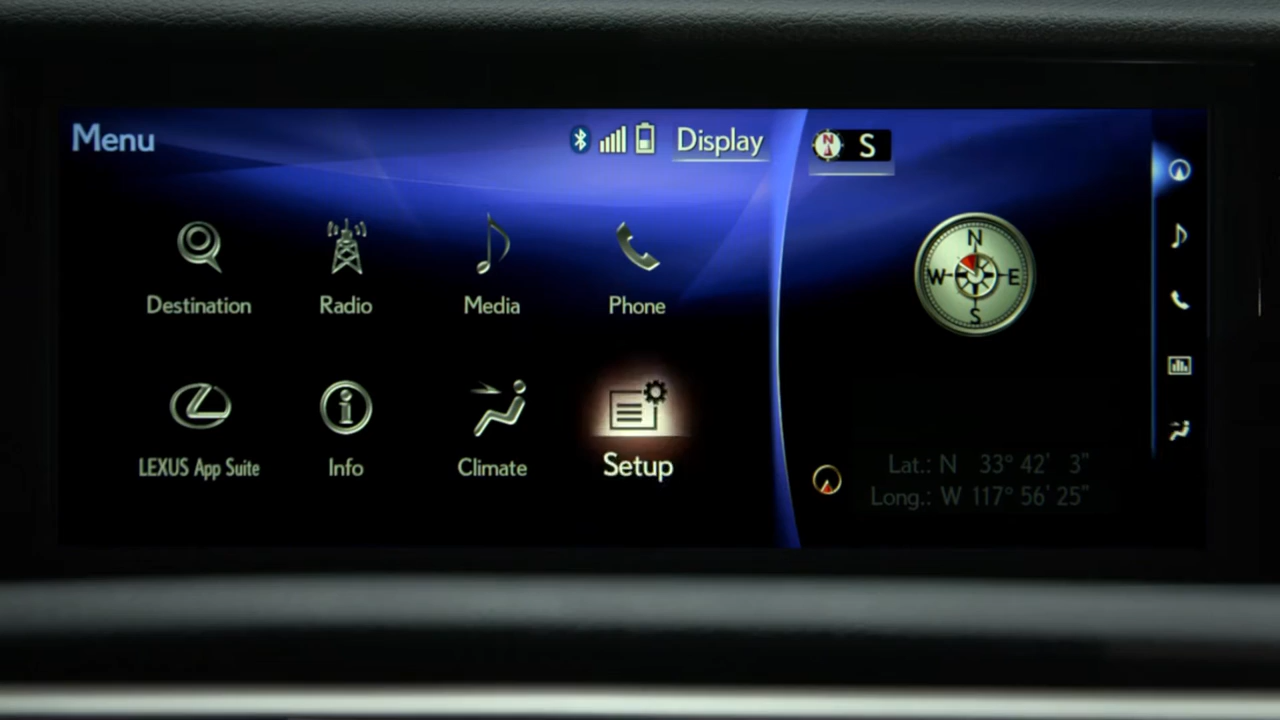 Menu
Display
N
S
Destination
Radio
Media
Phone
N
W E
S
LEXUS App Suite
Info
Climate
Setup
Lat.: N 33° 42' 3"
Long.: W 117° 56' 25"